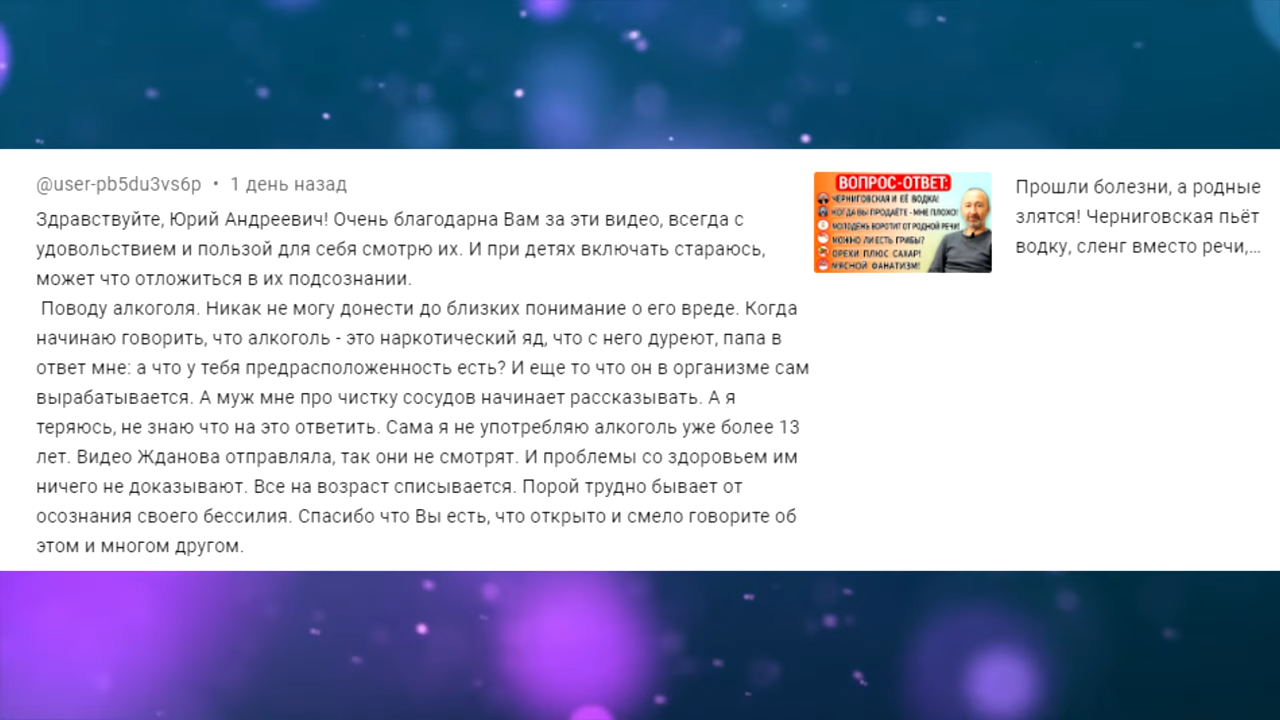 @user-pb5du3vs6p • 1 день назад
Здравствуйте, Юрий Андреевич! Очень благодарна Вам за эти видео, всегда с
удовольствием и пользой для себя смотрю их. И при детях включать стараюсь,
может что отложиться в их подсознании.
Поводу алкоголя. Никак не могу донести до близких понимание о его вреде. Когда
начинаю говорить, что алкоголь - это наркотический яд, что с него дуреют, папа в
ответ мне: а что у тебя предрасположенность есть? И еще то что он в организме сам
вырабатывается. А муж мне про чистку сосудов начинает рассказывать. А я
теряюсь, не знаю что на это ответить. Сама я не употребляю алкоголь уже более 13
лет. Видео Жданова отправляла, так они не смотрят. И проблемы со здоровьем им
ничего не доказывают. Все на возраст списывается. Порой трудно бывает от
осознания своего бессилия. Спасибо что Вы есть, что открыто и смело говорите об
этом и многом другом.
ВОПРОС-ОТВЕТ:
ЧЕРНИГОВСКАЯ И ЕЁ ВОДКА!
КОГДА ВЫ ПРОДАЁТЕ - МНЕ ПЛОХО!
МОЛОДЕНЬ ВОРОТИТ ОТ РОДНОЙ РЕЧИ!
МОЖНО ЛИ ЕСТЬ ГРИБЫ?
ОРЕХИ ПЛЮС САХАР!
МЯСНОЙ ФАНАТИЗМ!
Прошли болезни, а родные
злятся! Черниговская пьёт
водку, сленг вместо речи,...